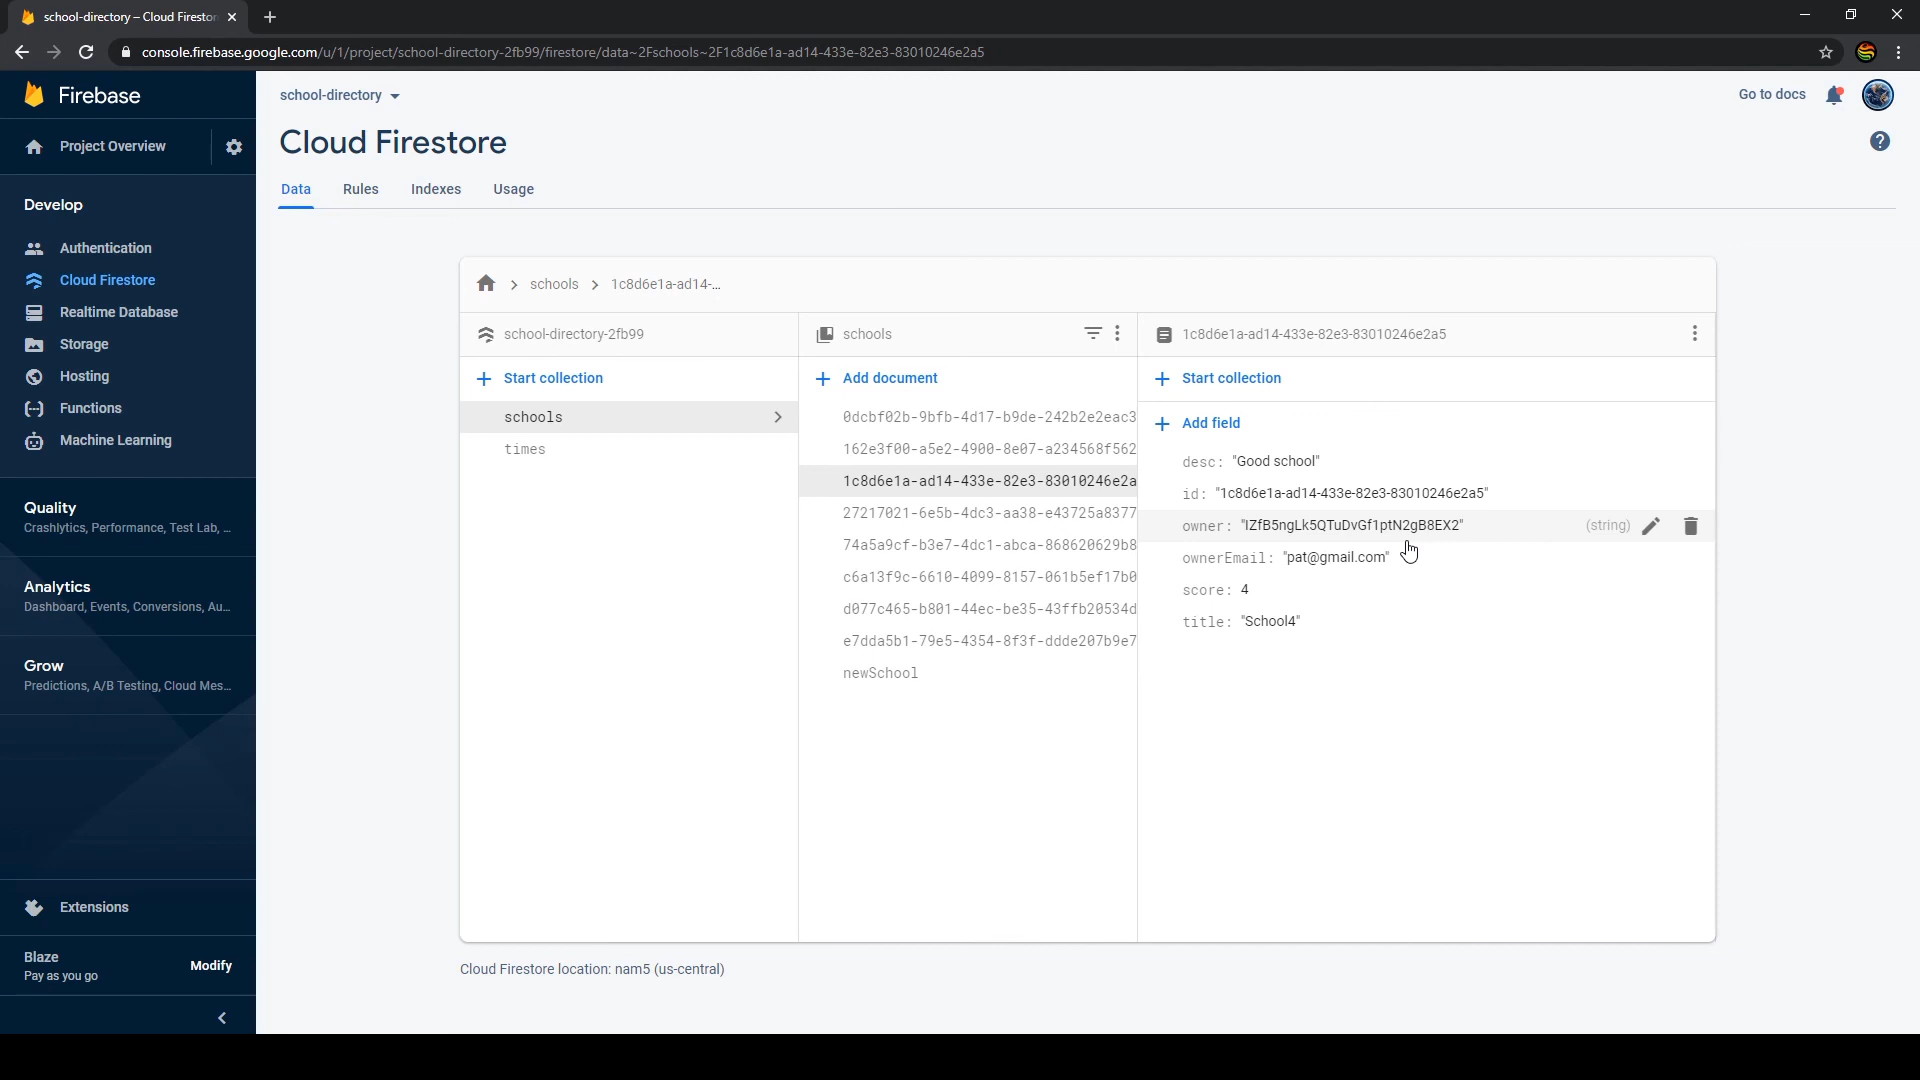 school-directory – Cloud Firestor
console.firebase.google.com/u/1/project/school-directory-2fb99/firestore/data~2Fschools~2F1c8d6e1a-ad14-433e-82e3-83010246e2a5
Firebase
school-directory
Go to docs
Project Overview
Cloud Firestore
Data
Rules
Indexes
Usage
Develop
Authentication
Cloud Firestore
Realtime Database
Storage
Hosting
Functions
Machine Learning
Quality
Crashlytics, Performance, Test Lab, ...
Analytics
Dashboard, Events, Conversions, Au...
Grow
Predictions, A/B Testing, Cloud Mes...
Extensions
Blaze
Pay as you go
Modify
schools
1c8d6e1a-ad14-...
school-directory-2fb99
Start collection
schools
times
schools
Add document
0dcbf02b-9bfb-4d17-b9de-242b2e2eac3
162e3f00-a5e2-4900-8e07-a234568f562
1c8d6e1a-ad14-433e-82e3-83010246e2a
27217021-6e5b-4dc3-aa38-e43725a8377
74a5a9cf-b3e7-4dc1-abca-868620629b8
c6a13f9c-6610-4099-8157-061b5ef17b0
d077c465-b801-44ec-be35-43ffb20534d
e7dda5b1-79e5-4354-8f3f-ddde207b9e7
newSchool
1c8d6e1a-ad14-433e-82e3-83010246e2a5
Start collection
Add field
desc: "Good school"
id: "1c8d6e1a-ad14-433e-82e3-83010246e2a5"
owner: "IZfB5ngLk5QTuDvGf1ptN2gB8EX2" (string)
ownerEmail: "pat@gmail.com"
score: 4
title: "School4"
Cloud Firestore location: nam5 (us-central)